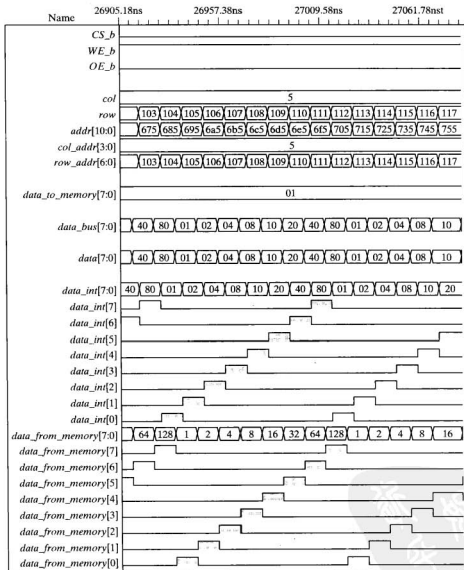 26905.18ns 26957.38ns 27009.58ns 27061.78nst
Name
CS_b
WE_b
OE_b
col 5
row 103 104 105 106 107 108 109 110 111 112 113 114 115 116 117
addr[10:0] 675 685 695 6a5 6b5 6c5 6d5 6e5 6f5 705 715 725 735 745 755
col_addr[3:0] 5
row_addr[6:0] 103 104 105 106 107 108 109 110 111 112 113 114 115 116 117
data_to_memory[7:0] 01
data_bus[7:0] 40 80 01 02 04 08 10 20 40 80 01 02 04 08 10
data[7:0] 40 80 01 02 04 08 10 20 40 80 01 02 04 08 10
data_int[7:0] 40 80 01 02 04 08 10 20 40 80 01 02 04 08 10 20
data_int[7]
data_int[6]
data_int[5]
data_int[4]
data_int[3]
data_int[2]
data_int[1]
data_int[0]
data_from_memory[7:0] 64 128 1 2 4 8 16 32 64 128 1 2 4 8 16
data_from_memory[7]
data_from_memory[6]
data_from_memory[5]
data_from_memory[4]
data_from_memory[3]
data_from_memory[2]
data_from_memory[1]
data_from_memory[0]